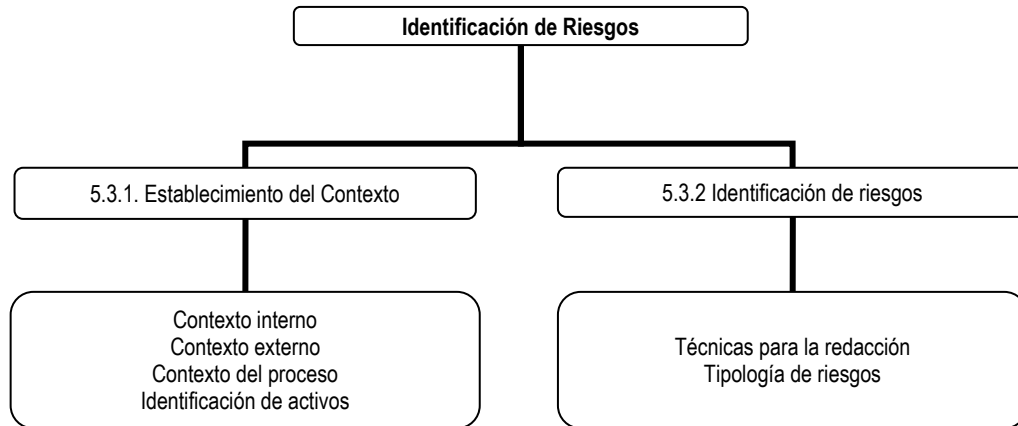 Identificación de Riesgos
5.3.1. Establecimiento del Contexto
5.3.2 Identificación de riesgos
Contexto interno
Contexto externo
Contexto del proceso
Identificación de activos
Técnicas para la redacción
Tipología de riesgos